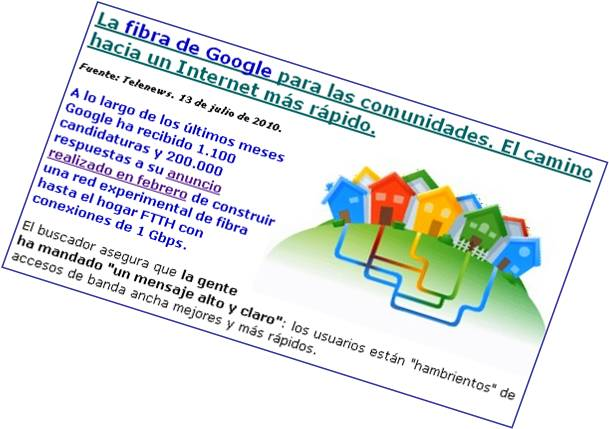 La fibra de Google para las comunidades. El camino
hacia un Internet más rápido.
Fuente: Telenews. 13 de julio de 2010.
A lo largo de los últimos meses
Google ha recibido 1.100
candidaturas y 200.000
respuestas a su anuncio
realizado en febrero de construir
una red experimental de fibra
hasta el hogar FTTH con
conexiones de 1 Gbps.
El buscador asegura que la gente
ha mandado "un mensaje alto y claro": los usuarios están "hambrientos" de
accesos de banda ancha mejores y más rápidos.